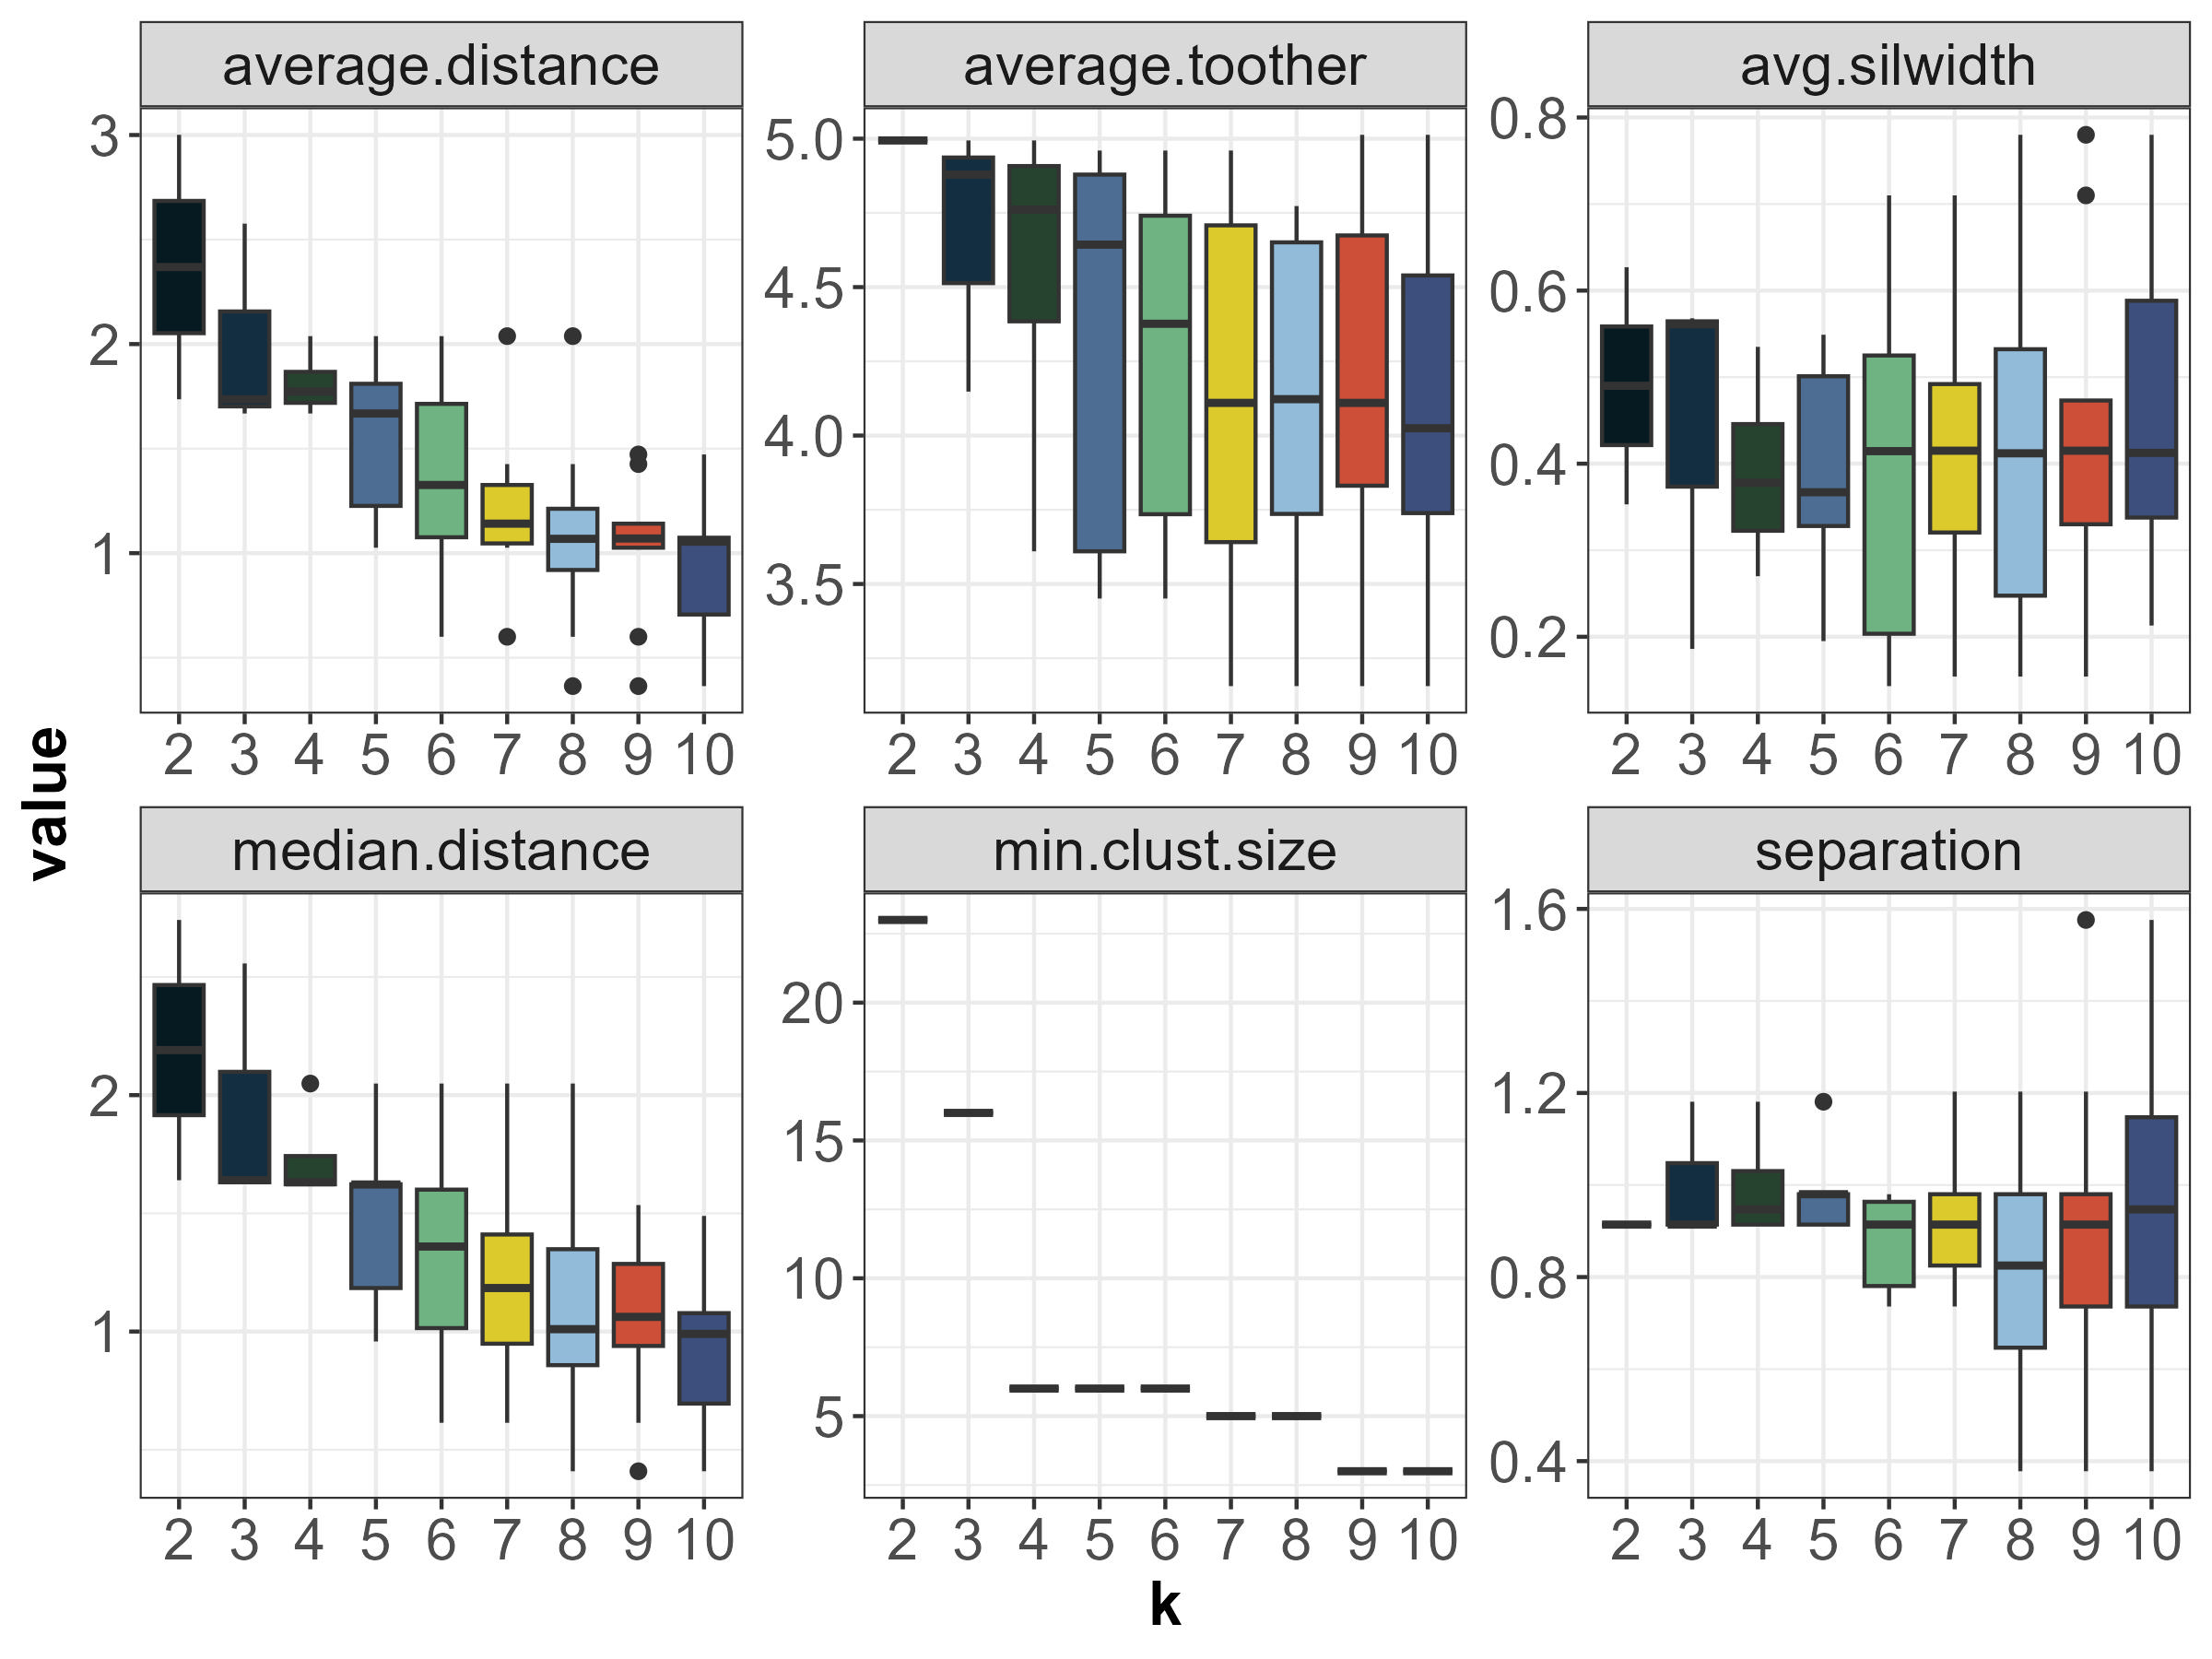 average.distance average.toother avg.silwidth
3
2
1
5.0
4.5
4.0
3.5
0.8
0.6
0.4
0.2
2 3 4 5 6 7 8 9 10
2 3 4 5 6 7 8 9 10
2 3 4 5 6 7 8 9 10
value
median.distance min.clust.size separation
2
1
20
15
10
5
1.6
1.2
0.8
0.4
2 3 4 5 6 7 8 9 10
2 3 4 5 6 7 8 9 10
2 3 4 5 6 7 8 9 10
k